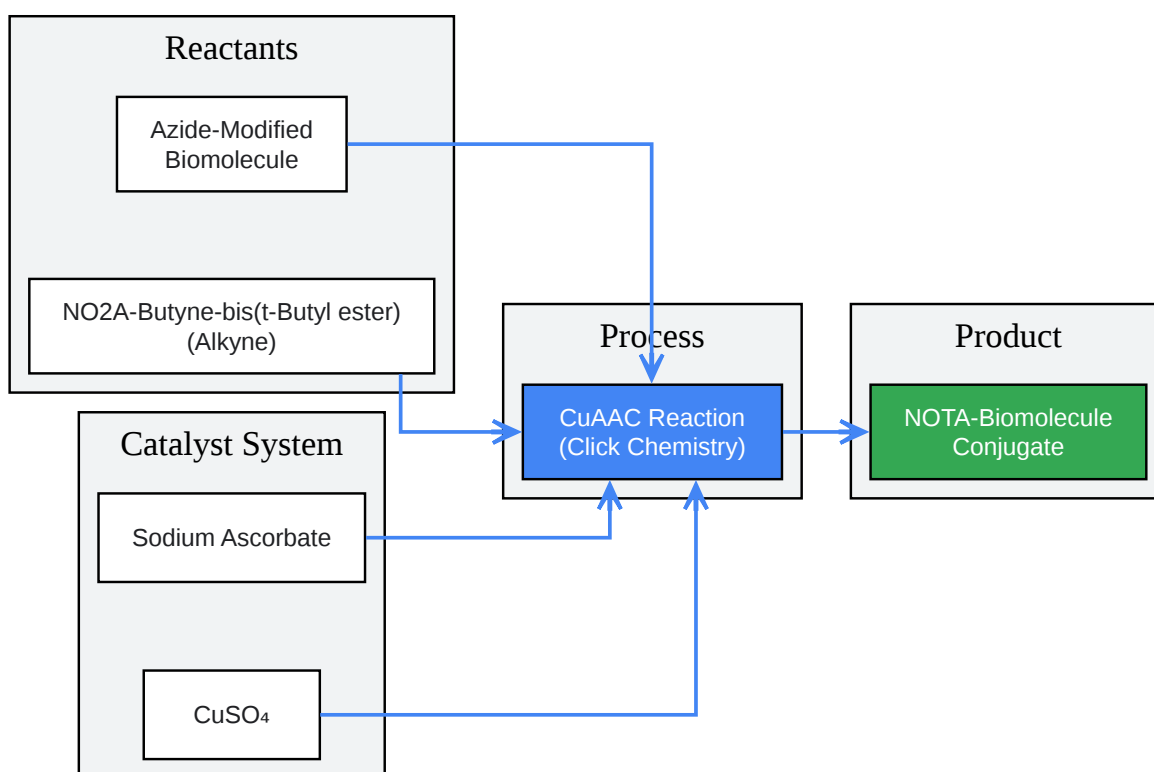 Reactants
Azide-Modified
Biomolecule
NO2A-Butyne-bis(t-Butyl ester)
(Alkyne)
Catalyst System
Sodium Ascorbate
CuSO₄
Process
CuAAC Reaction
(Click Chemistry)
Product
NOTA-Biomolecule
Conjugate